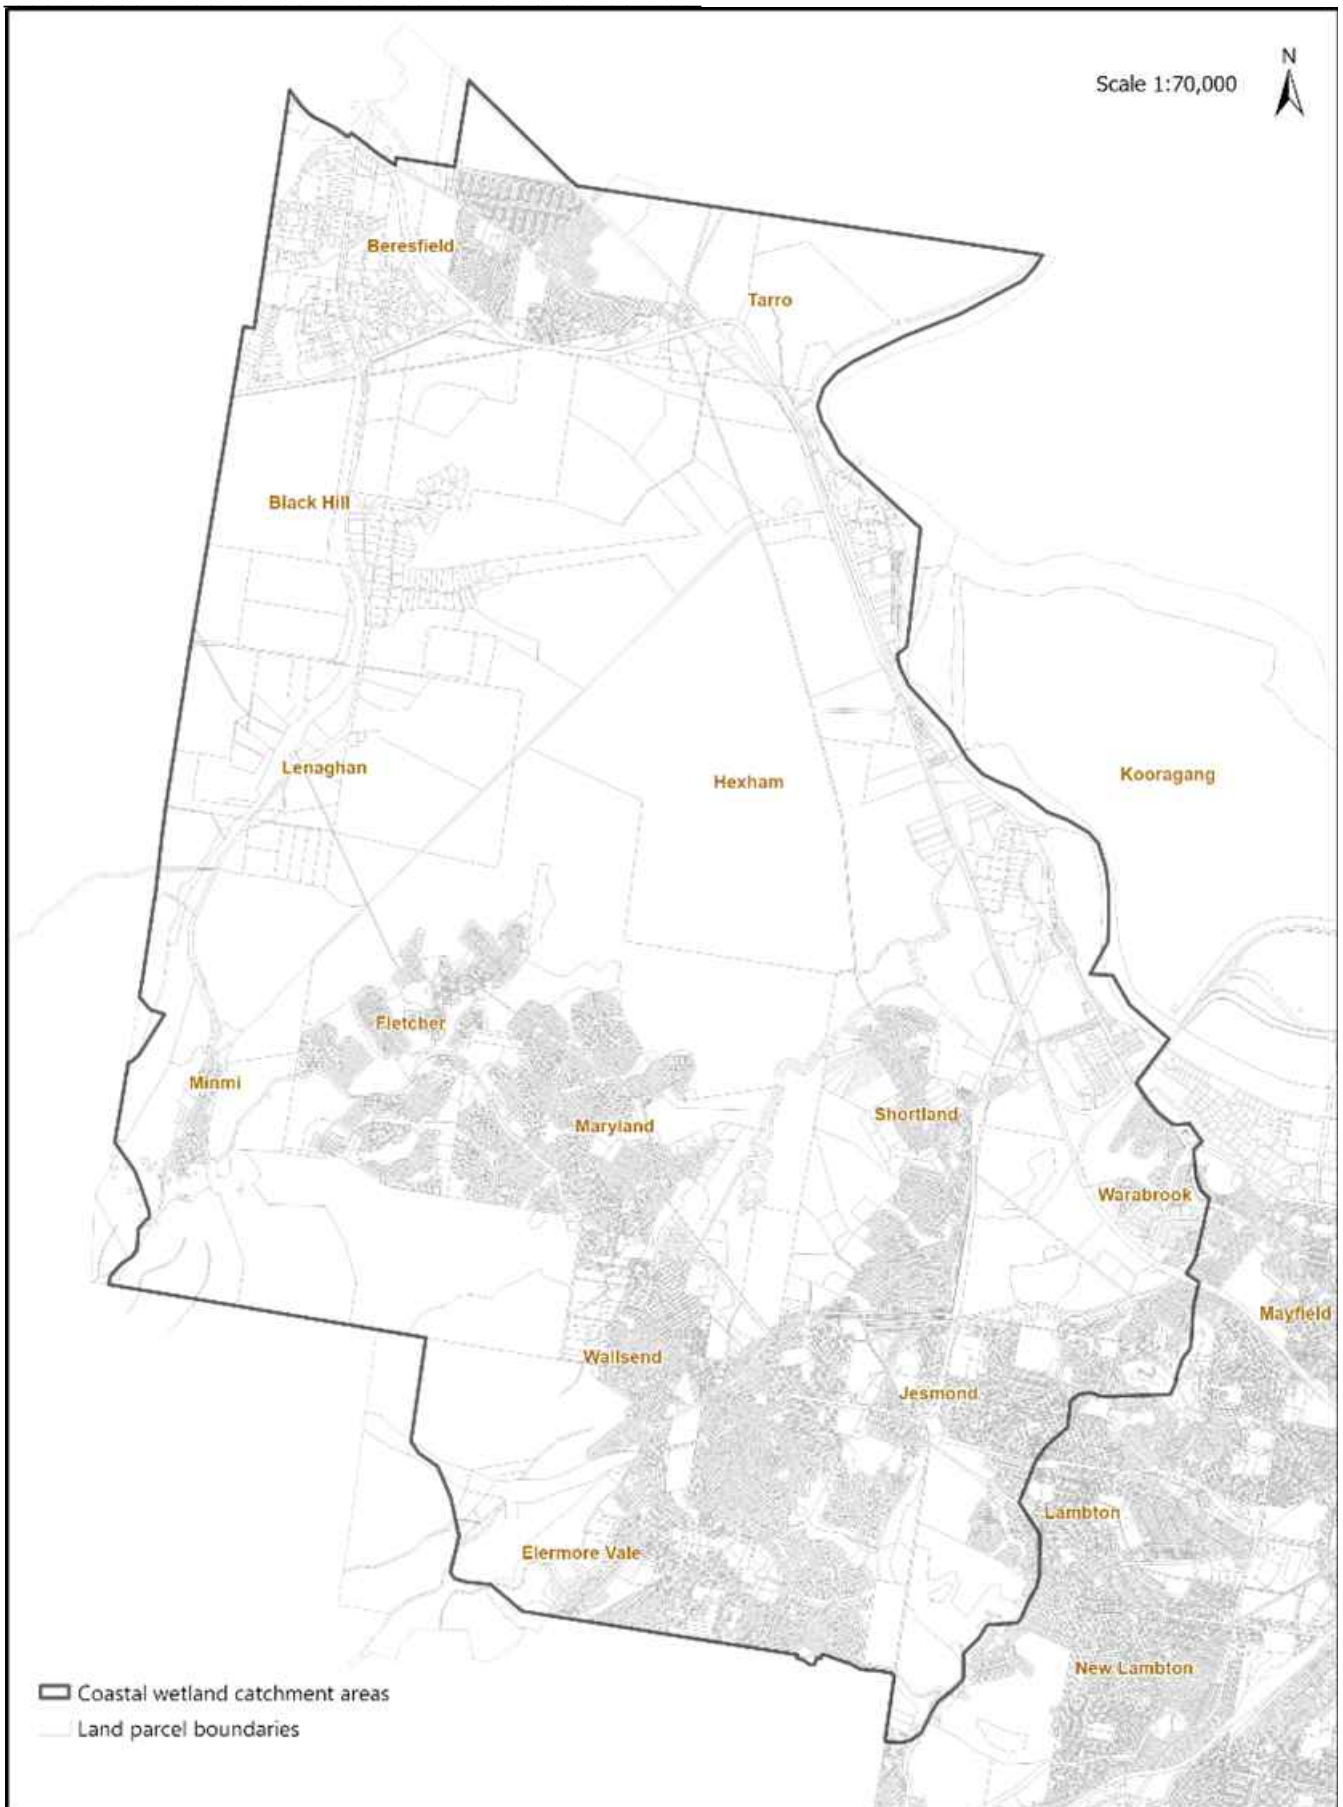 N
Scale 1:70,000
Beresfield
Tarro
Black Hill
Lenaghan
Hexham
Kooragang
Fletcher
Minmi
Maryland
Shortland
Warabrook
Mayfield
Wallsend
Jesmond
Lambton
Elermore Vale
New Lambton
Coastal wetland catchment areas
Land parcel boundaries